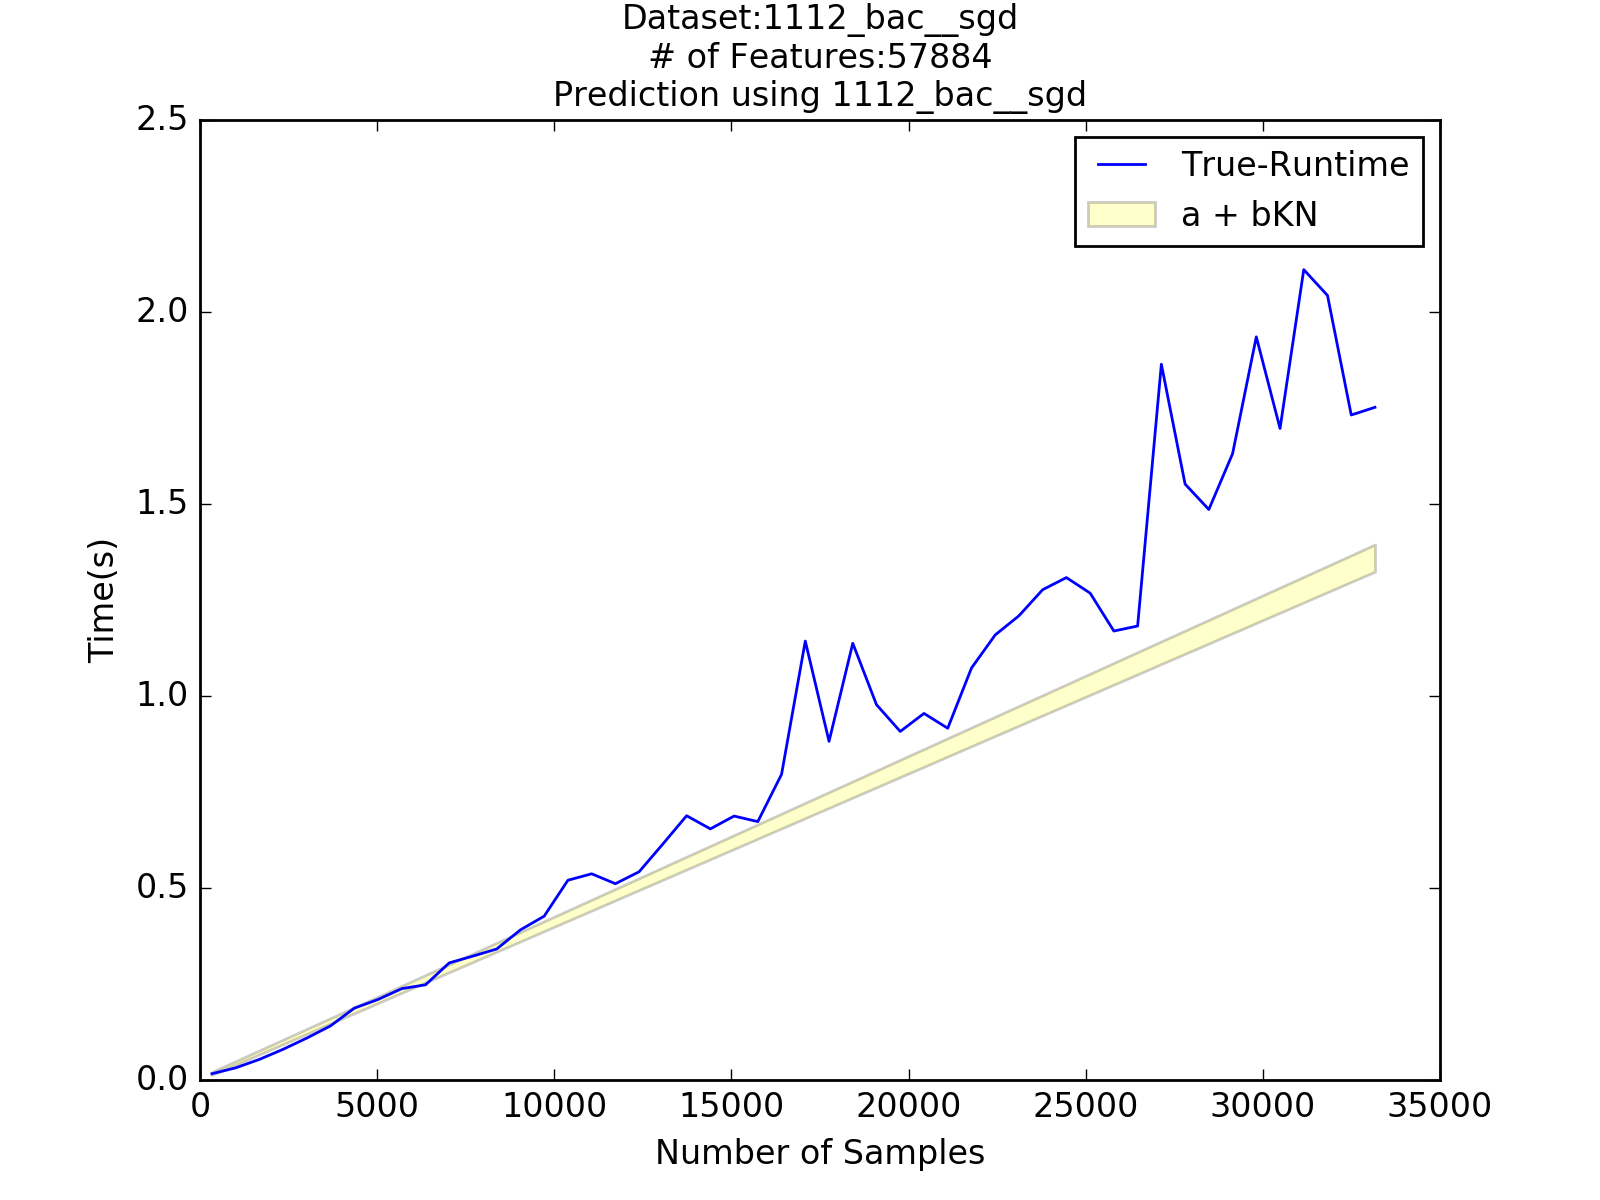 Dataset:1112_bac__sgd
# of Features:57884
Prediction using 1112_bac__sgd
2.5
2.0
1.5
1.0
0.5
0.0
Time(s)
True-Runtime
a + bKN
0 5000 10000 15000 20000 25000 30000 35000
Number of Samples